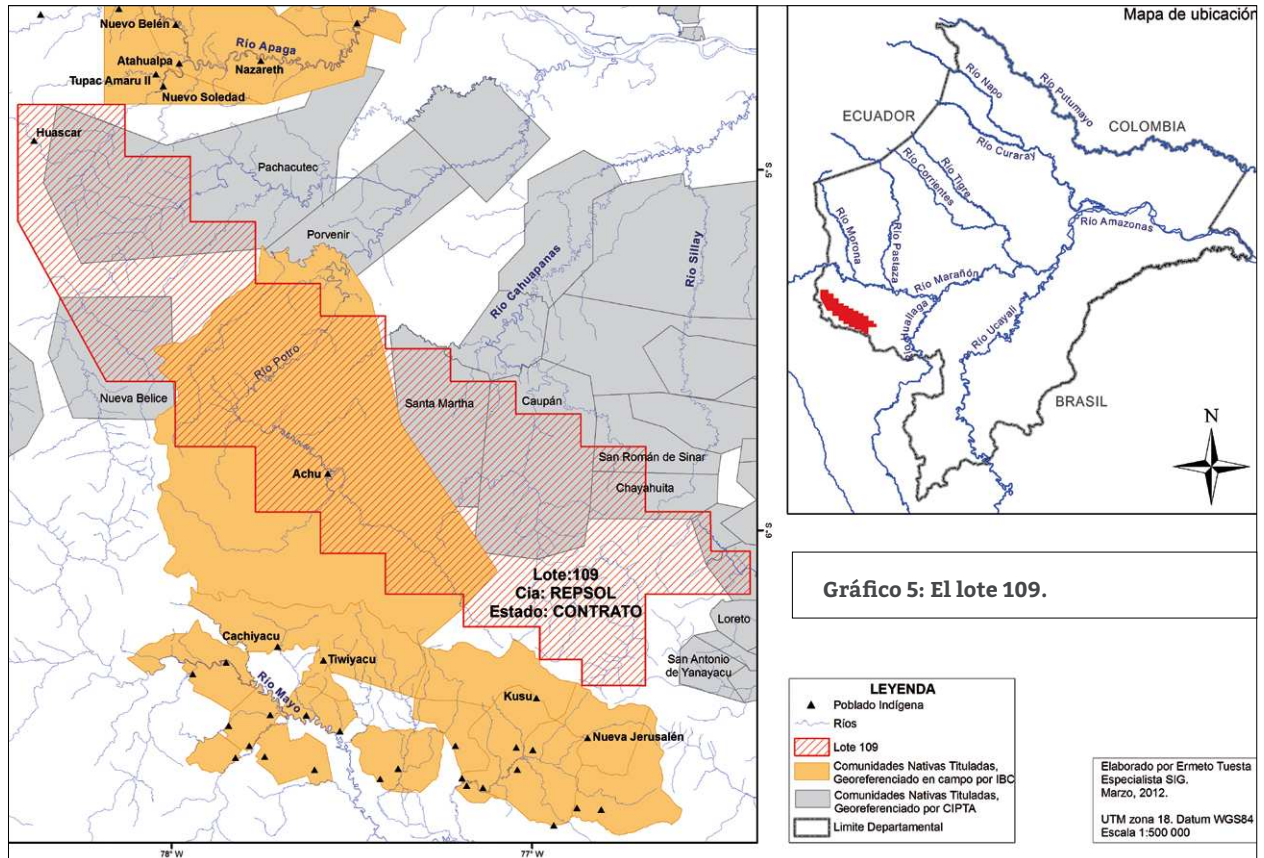 Nuevo Belén
Río Apaga
Atahualpa
Nazareth
Tupac Amaru II
Nuevo Soledad
Huascar
Pachacutec
5°S
Porvenir
Río Cahuapanas
Río Sillay
Río Potro
Nueva Belice
Santa Martha
Caupán
San Román de Sinar
Achu
Chayahuita
6°S
Lote:109
Cia: REPSOL
Estado: CONTRATO
Loreto
Cachiyacu
Tiwiyacu
San Antonio
de Yanayacu
Río Mayo
Kusu
Nueva Jerusalén
78°W
77°W
Mapa de ubicación
Río Napo
Río Putumayo
ECUADOR
COLOMBIA
Río Curaray
Río Tigre
Río Corrientes
Río Morona
Río Pastaza
Río Amazonas
Río Marañón
Río Huallaga
Río Ucayali
BRASIL
N
Gráfico 5: El lote 109.
LEYENDA
Poblado Indígena
Ríos
Lote 109
Comunidades Nativas Tituladas,
Georeferenciado en campo por IBC
Comunidades Nativas Tituladas,
Georeferenciado por CIPTA
Limite Departamental
Elaborado por Ermeto Tuesta
Especialista SIG.
Marzo, 2012.
UTM zona 18. Datum WGS84
Escala 1:500 000